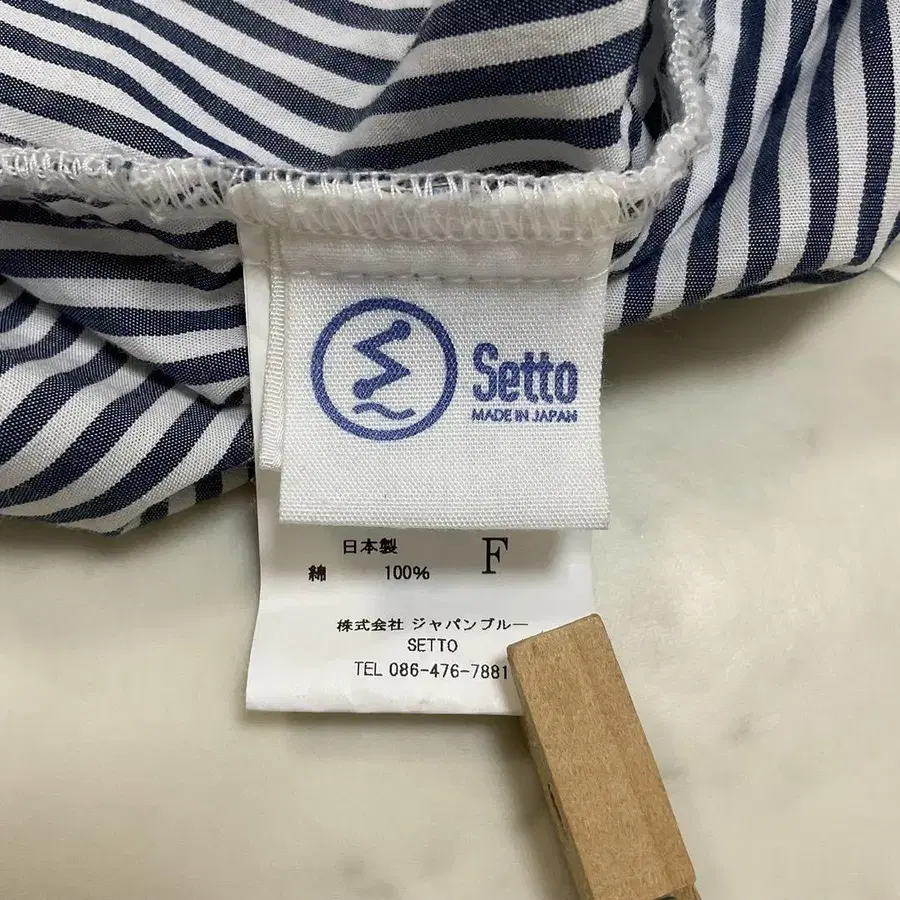 Setto
MADE IN JAPAN
日本製 F
綿 100%
株式会社 ジャパンブルー
SETTO
TEL 086-476-7881